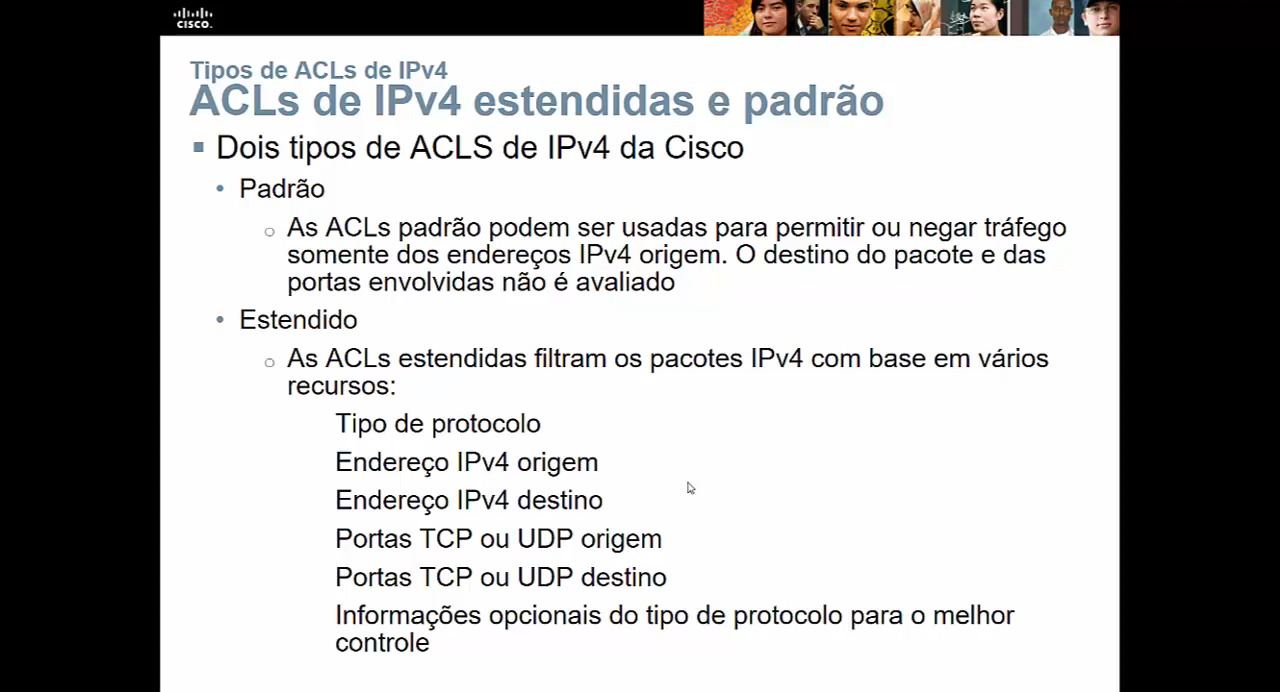 CISCO.
Tipos de ACLs de IPv4
ACLs de IPv4 estendidas e padrão
▪ Dois tipos de ACLS de IPv4 da Cisco
• Padrão
○ As ACLs padrão podem ser usadas para permitir ou negar tráfego
somente dos endereços IPv4 origem. O destino do pacote e das
portas envolvidas não é avaliado
• Estendido
○ As ACLs estendidas filtram os pacotes IPv4 com base em vários
recursos:
Tipo de protocolo
Endereço IPv4 origem
Endereço IPv4 destino
Portas TCP ou UDP origem
Portas TCP ou UDP destino
Informações opcionais do tipo de protocolo para o melhor
controle